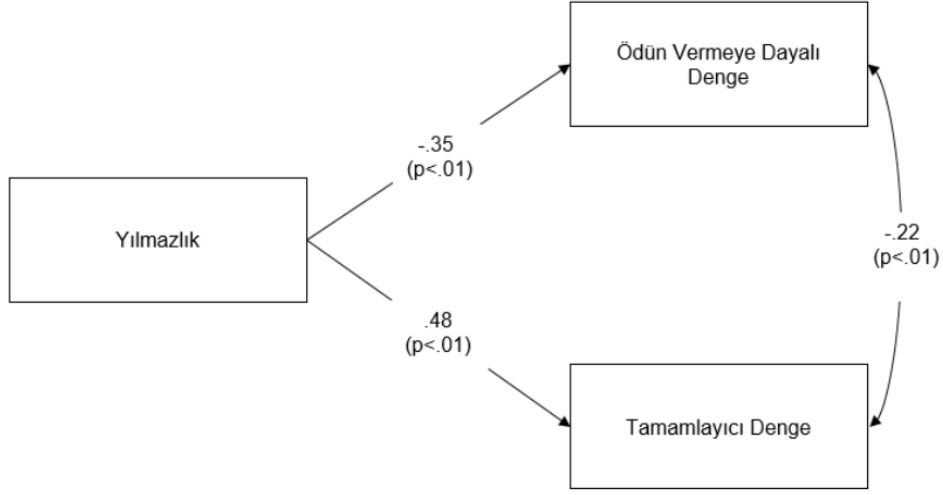 Ödün Vermeye Dayalı
Denge
-.35
(p<.01)
Yılmazlık
-.22
(p<.01)
.48
(p<.01)
Tamamlayıcı Denge